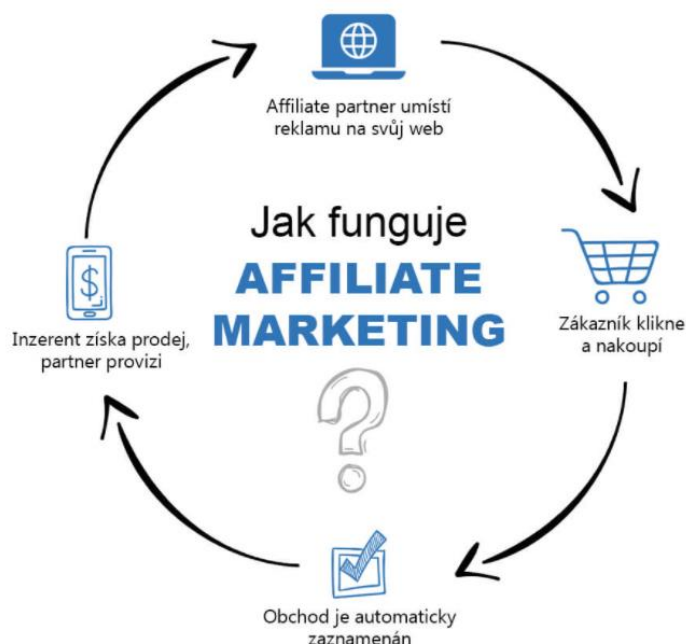 Affiliate partner umístí
reklamu na svůj web
Jak funguje
AFFILIATE
MARKETING
?
Zákazník klikne
a nakoupí
Obchod je automaticky
zaznamenán
Inzerent získa prodej,
partner provizi
$